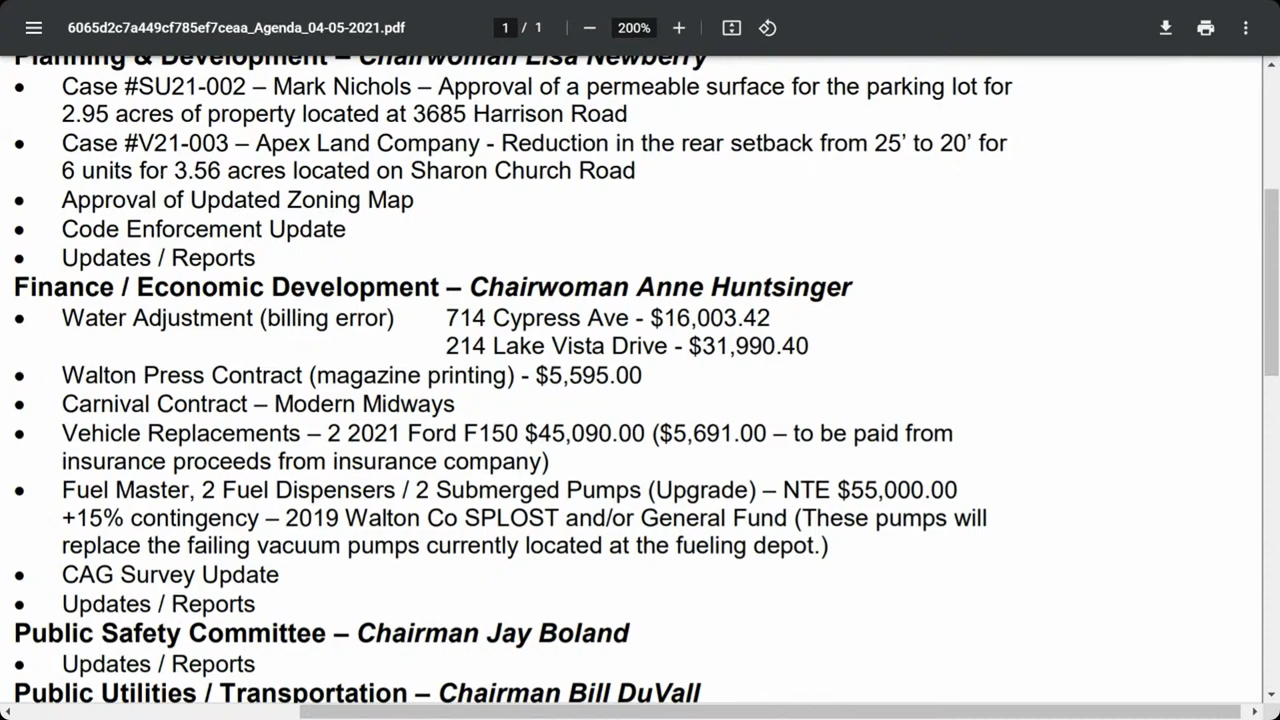 6065d2c7a449cf785ef7ceaa_Agenda_04-05-2021.pdf
1 / 1
200%
Planning & Development – Chairwoman Elsa Newberry
• Case #SU21-002 – Mark Nichols – Approval of a permeable surface for the parking lot for
2.95 acres of property located at 3685 Harrison Road
• Case #V21-003 – Apex Land Company - Reduction in the rear setback from 25’ to 20’ for
6 units for 3.56 acres located on Sharon Church Road
• Approval of Updated Zoning Map
• Code Enforcement Update
• Updates / Reports
Finance / Economic Development – Chairwoman Anne Huntsinger
• Water Adjustment (billing error) 714 Cypress Ave - $16,003.42
214 Lake Vista Drive - $31,990.40
• Walton Press Contract (magazine printing) - $5,595.00
• Carnival Contract – Modern Midways
• Vehicle Replacements – 2 2021 Ford F150 $45,090.00 ($5,691.00 – to be paid from
insurance proceeds from insurance company)
• Fuel Master, 2 Fuel Dispensers / 2 Submerged Pumps (Upgrade) – NTE $55,000.00
+15% contingency – 2019 Walton Co SPLOST and/or General Fund (These pumps will
replace the failing vacuum pumps currently located at the fueling depot.)
• CAG Survey Update
• Updates / Reports
Public Safety Committee – Chairman Jay Boland
• Updates / Reports
Public Utilities / Transportation – Chairman Bill DuVall